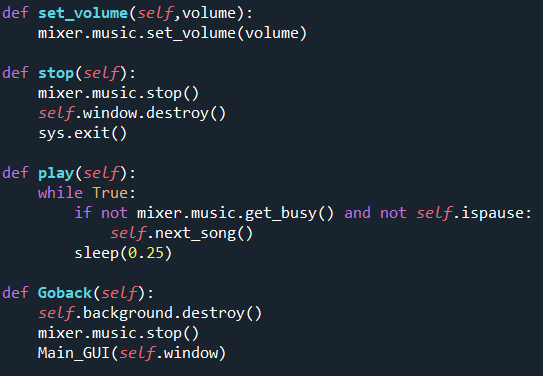 def set_volume(self,volume):
    mixer.music.set_volume(volume)

def stop(self):
    mixer.music.stop()
    self.window.destroy()
    sys.exit()

def play(self):
    while True:
        if not mixer.music.get_busy() and not self.ispause:
            self.next_song()
        sleep(0.25)

def Goback(self):
    self.background.destroy()
    mixer.music.stop()
    Main_GUI(self.window)